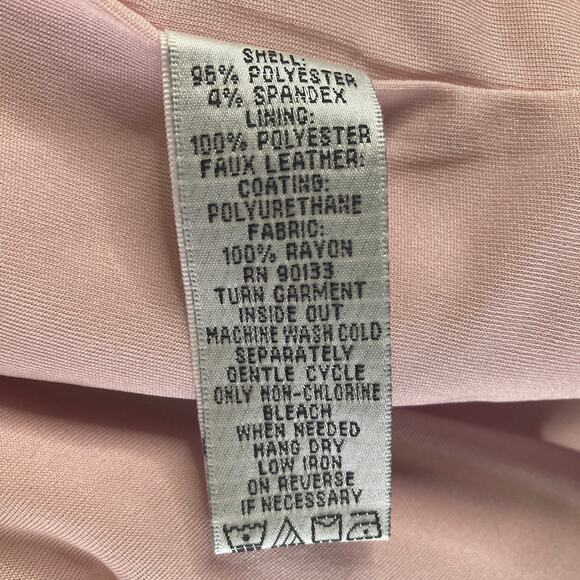 SHELL:
96% POLYESTER
4% SPANDEX
LINING:
100% POLYESTER
FAUX LEATHER:
COATING:
POLYURETHANE
FABRIC:
100% RAYON
RN 90133
TURN GARMENT
INSIDE OUT
MACHINE WASH COLD
SEPARATELY
GENTLE CYCLE
ONLY NON-CHLORINE
BLEACH
WHEN NEEDED
HANG DRY
LOW IRON
ON REVERSE
IF NECESSARY